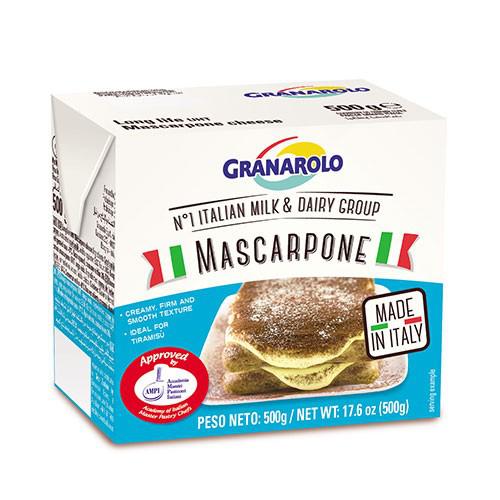 GRANAROLO
500 g e
Long life UHT
Mascarpone cheese
GRANAROLO
N°1 ITALIAN MILK & DAIRY GROUP
MASCARPONE
• CREAMY, FIRM AND
SMOOTH TEXTURE
• IDEAL FOR
TIRAMISÙ
MADE
IN ITALY
Approved by
AMPI
Accademia
Maestri
Pasticceri
Italiani
Academy of Italian
Master Pastry Chefs
serving example
PESO NETO: 500g / NET WT: 17.6 oz (500g)
500